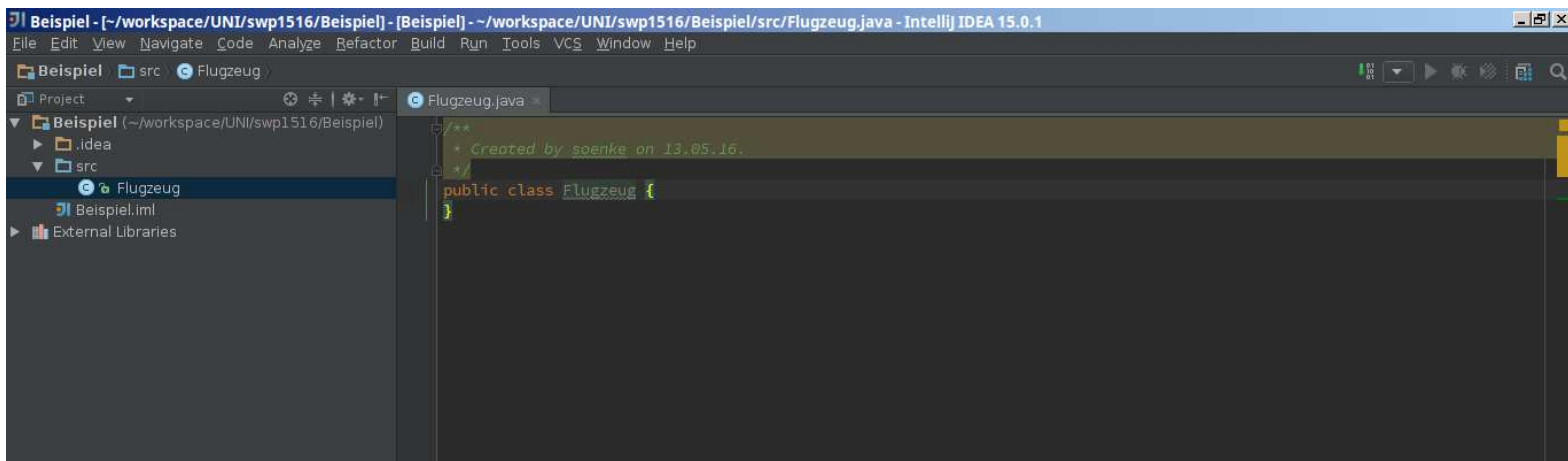 Beispiel - [~/workspace/UNI/swp1516/Beispiel] - [Beispiel] - ~/workspace/UNI/swp1516/Beispiel/src/Flugzeug.java - IntelliJ IDEA 15.0.1
File Edit View Navigate Code Analyze Refactor Build Run Tools VCS Window Help
Beispiel src Flugzeug
Project
Flugzeug.java
Beispiel (~/workspace/UNI/swp1516/Beispiel)
.idea
src
Flugzeug
Beispiel.iml
External Libraries
/**
* Created by soenke on 13.05.16.
*/
public class Flugzeug {
}